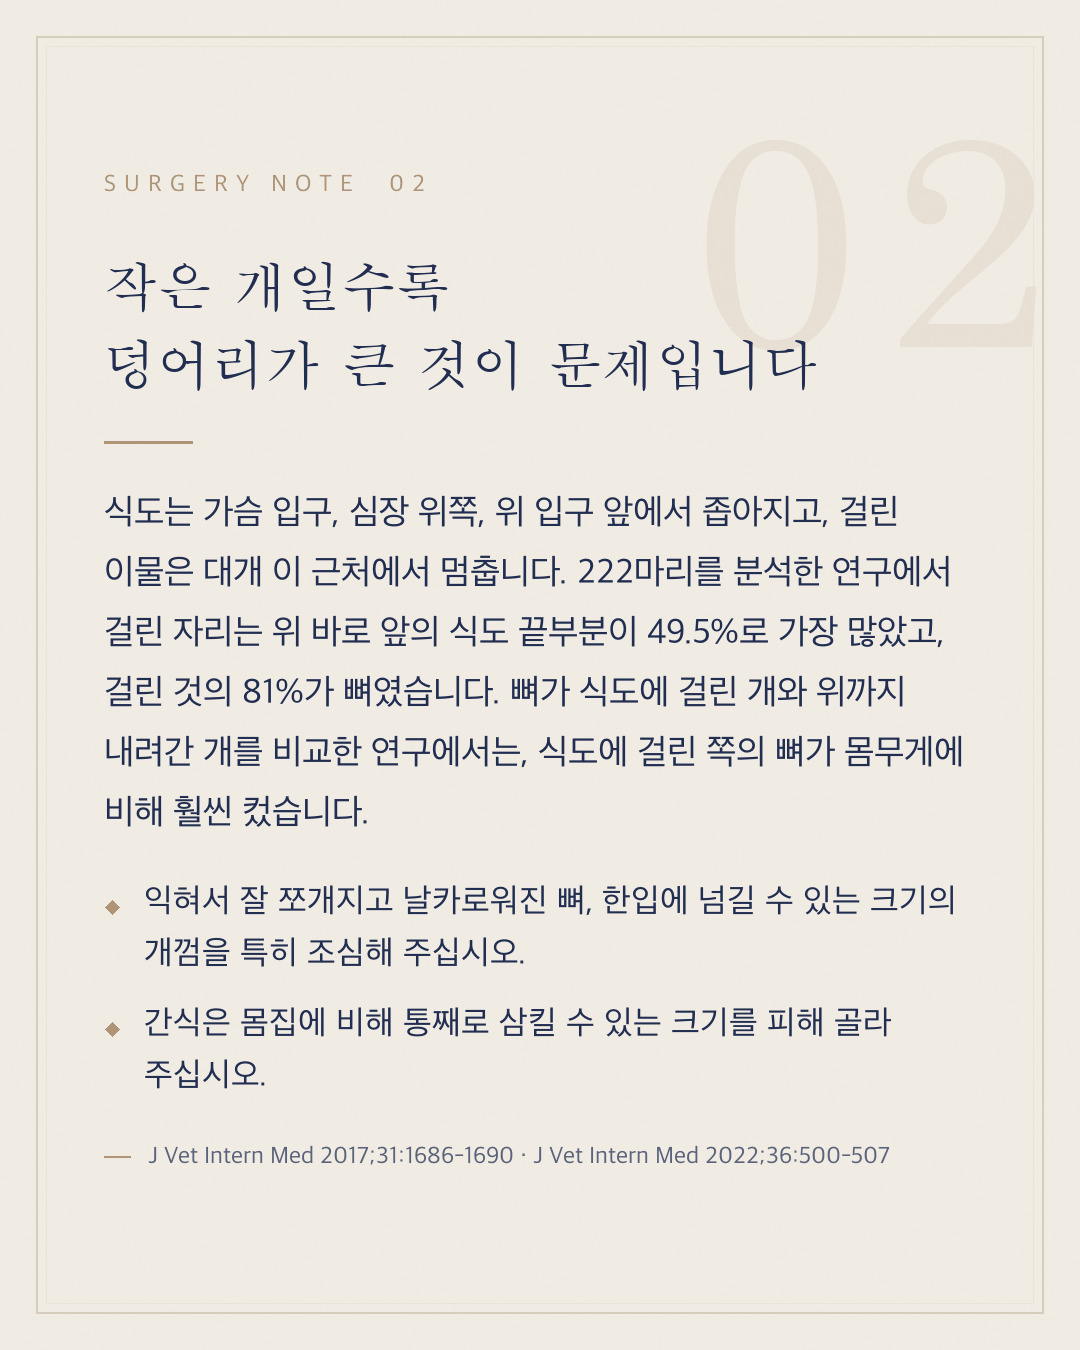 SURGERY NOTE 02
02
작은 개일수록
덩어리가 큰 것이 문제입니다
식도는 가슴 입구, 심장 위쪽, 위 입구 앞에서 좁아지고, 걸린
이물은 대개 이 근처에서 멈춥니다. 222마리를 분석한 연구에서
걸린 자리는 위 바로 앞의 식도 끝부분이 49.5%로 가장 많았고,
걸린 것의 81%가 뼈였습니다. 뼈가 식도에 걸린 개와 위까지
내려간 개를 비교한 연구에서는, 식도에 걸린 쪽의 뼈가 몸무게에
비해 훨씬 컸습니다.
◆ 익혀서 잘 쪼개지고 날카로워진 뼈, 한입에 넘길 수 있는 크기의
개껌을 특히 조심해 주십시오.
◆ 간식은 몸집에 비해 통째로 삼킬 수 있는 크기를 피해 골라
주십시오.
— J Vet Intern Med 2017;31:1686–1690 · J Vet Intern Med 2022;36:500–507